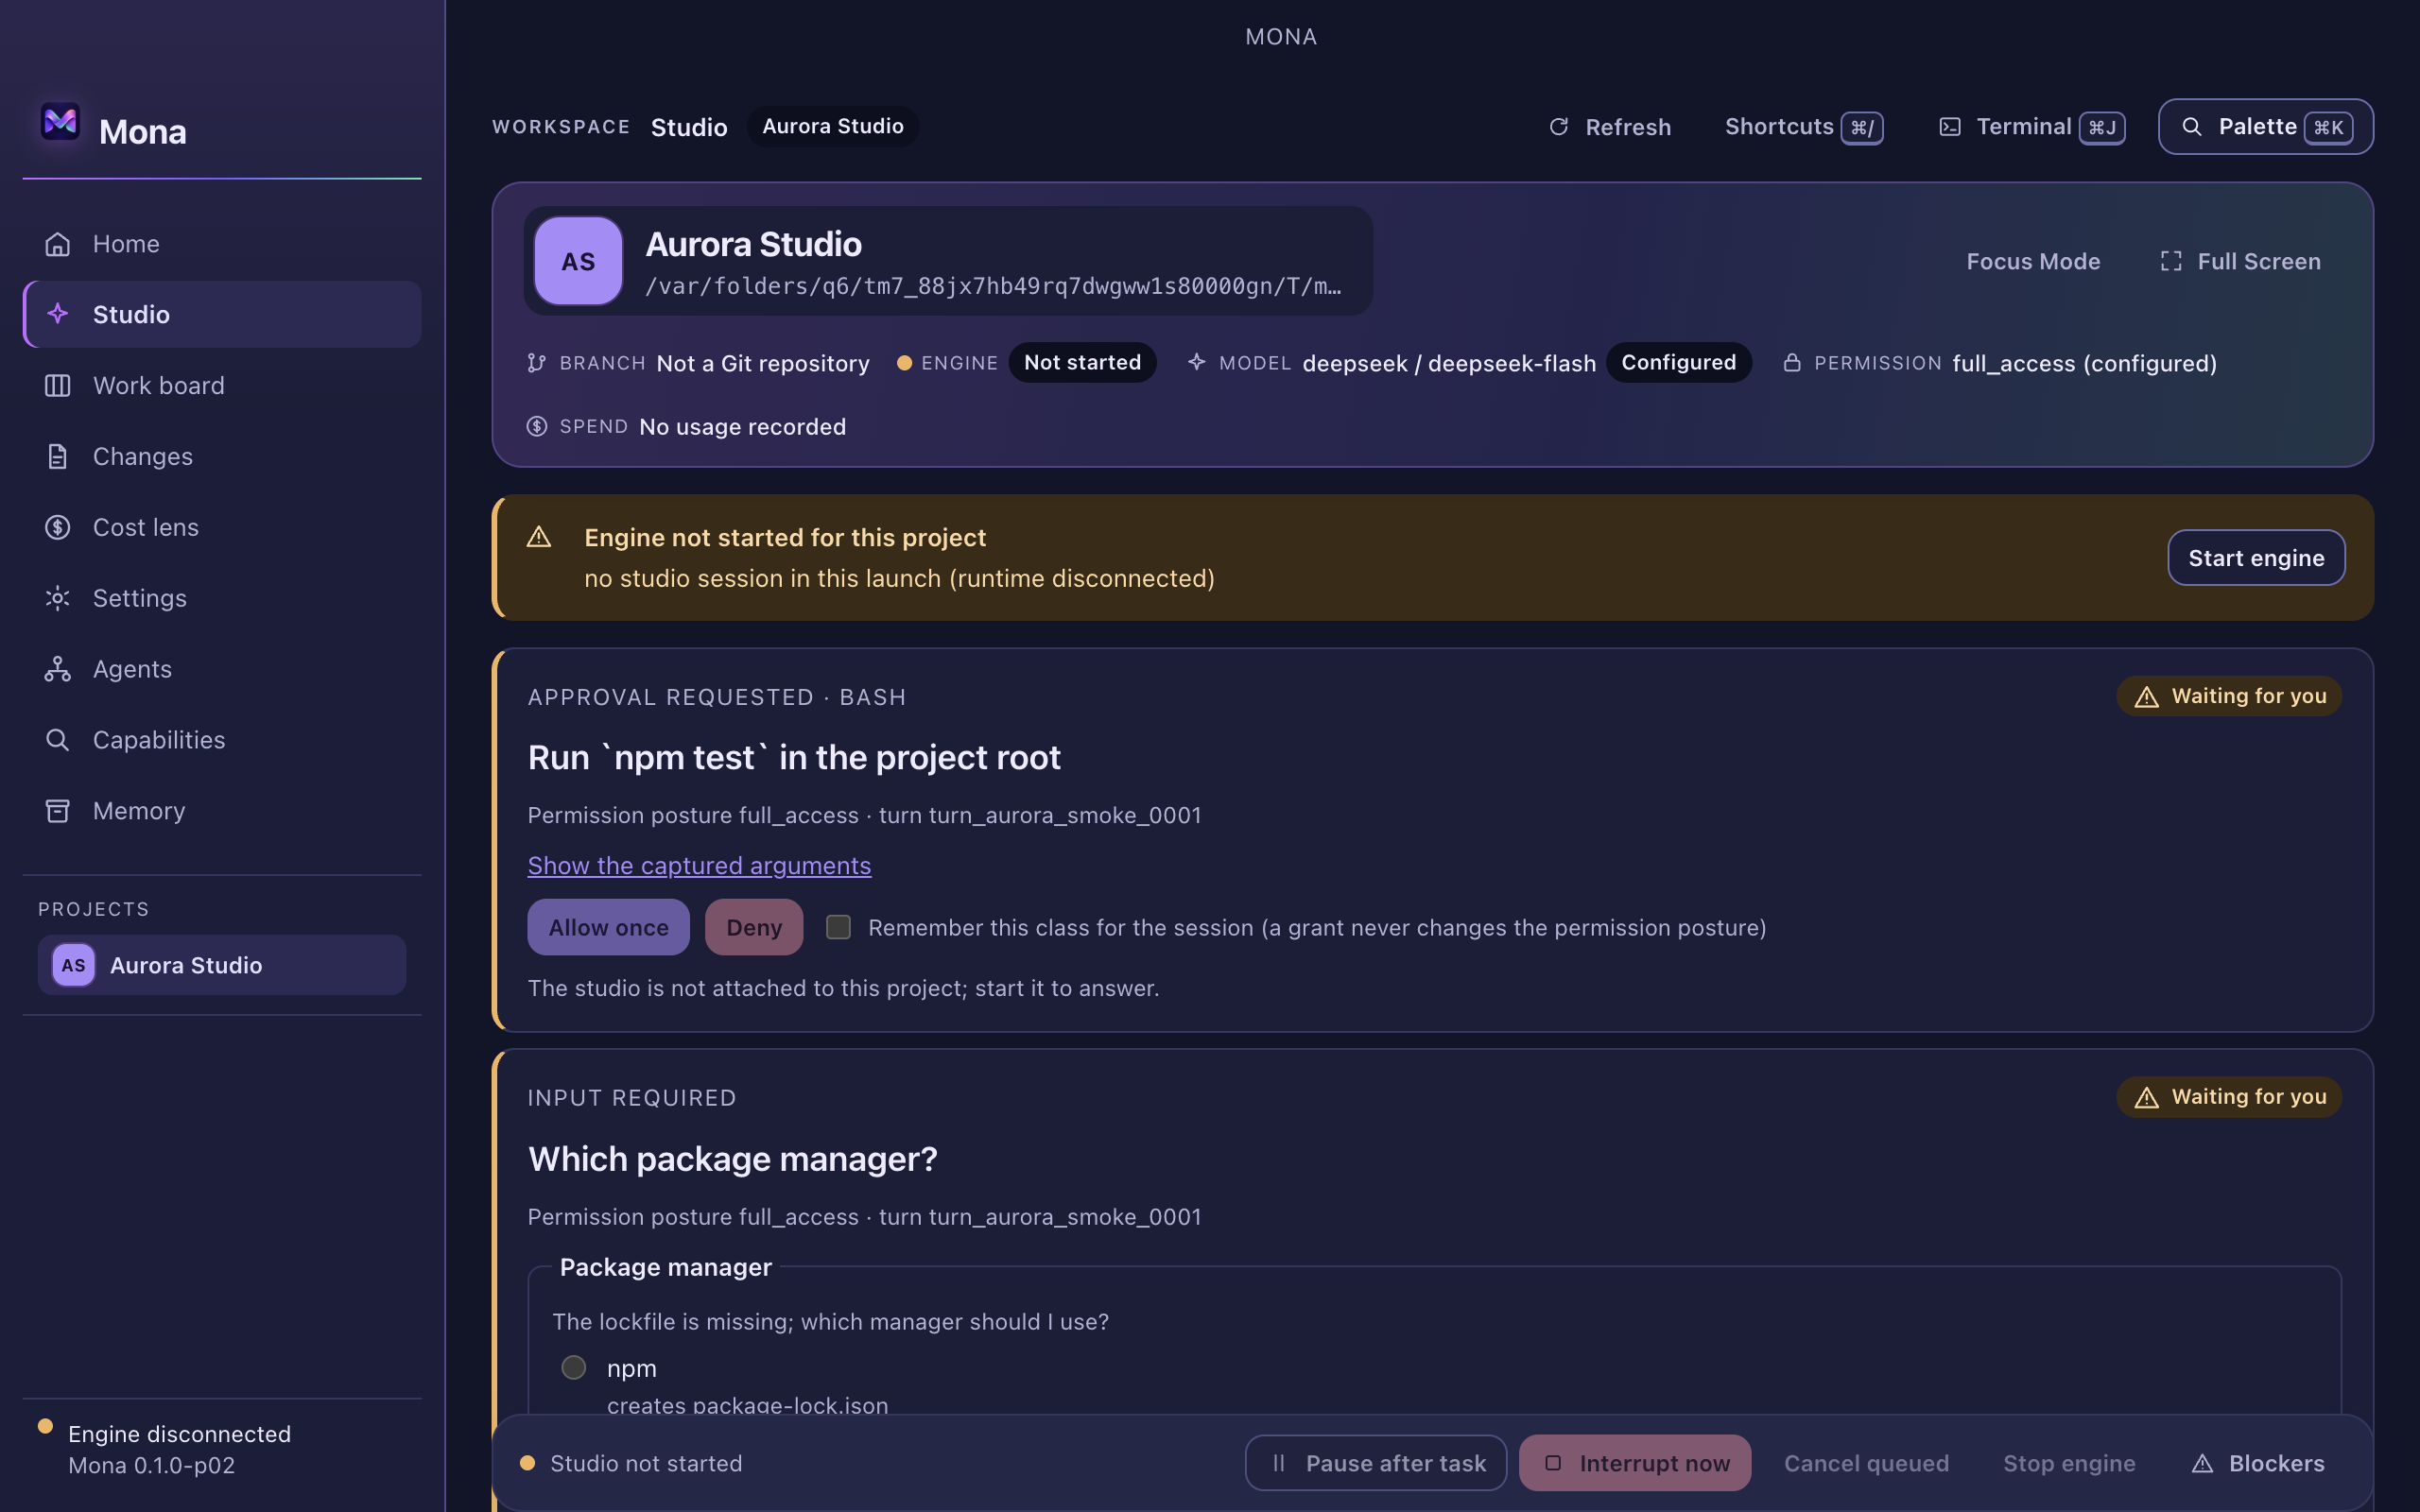 MONA
Mona
Home
Studio
Work board
Changes
Cost lens
Settings
Agents
Capabilities
Memory
PROJECTS
AS Aurora Studio
Engine disconnected
Mona 0.1.0-p02
WORKSPACE Studio Aurora Studio
Refresh Shortcuts ⌘/ Terminal ⌘J Palette ⌘K
AS
Aurora Studio
/var/folders/q6/tm7_88jx7hb49rq7dwgww1s80000gn/T/m…
Focus Mode Full Screen
BRANCH Not a Git repository ENGINE Not started MODEL deepseek / deepseek-flash Configured PERMISSION full_access (configured)
SPEND No usage recorded
Engine not started for this project
no studio session in this launch (runtime disconnected)
Start engine
APPROVAL REQUESTED · BASH
Waiting for you
Run `npm test` in the project root
Permission posture full_access · turn turn_aurora_smoke_0001
Show the captured arguments
Allow once Deny Remember this class for the session (a grant never changes the permission posture)
The studio is not attached to this project; start it to answer.
INPUT REQUIRED
Waiting for you
Which package manager?
Permission posture full_access · turn turn_aurora_smoke_0001
Package manager
The lockfile is missing; which manager should I use?
npm
creates package-lock.json
Studio not started
Pause after task Interrupt now Cancel queued Stop engine Blockers